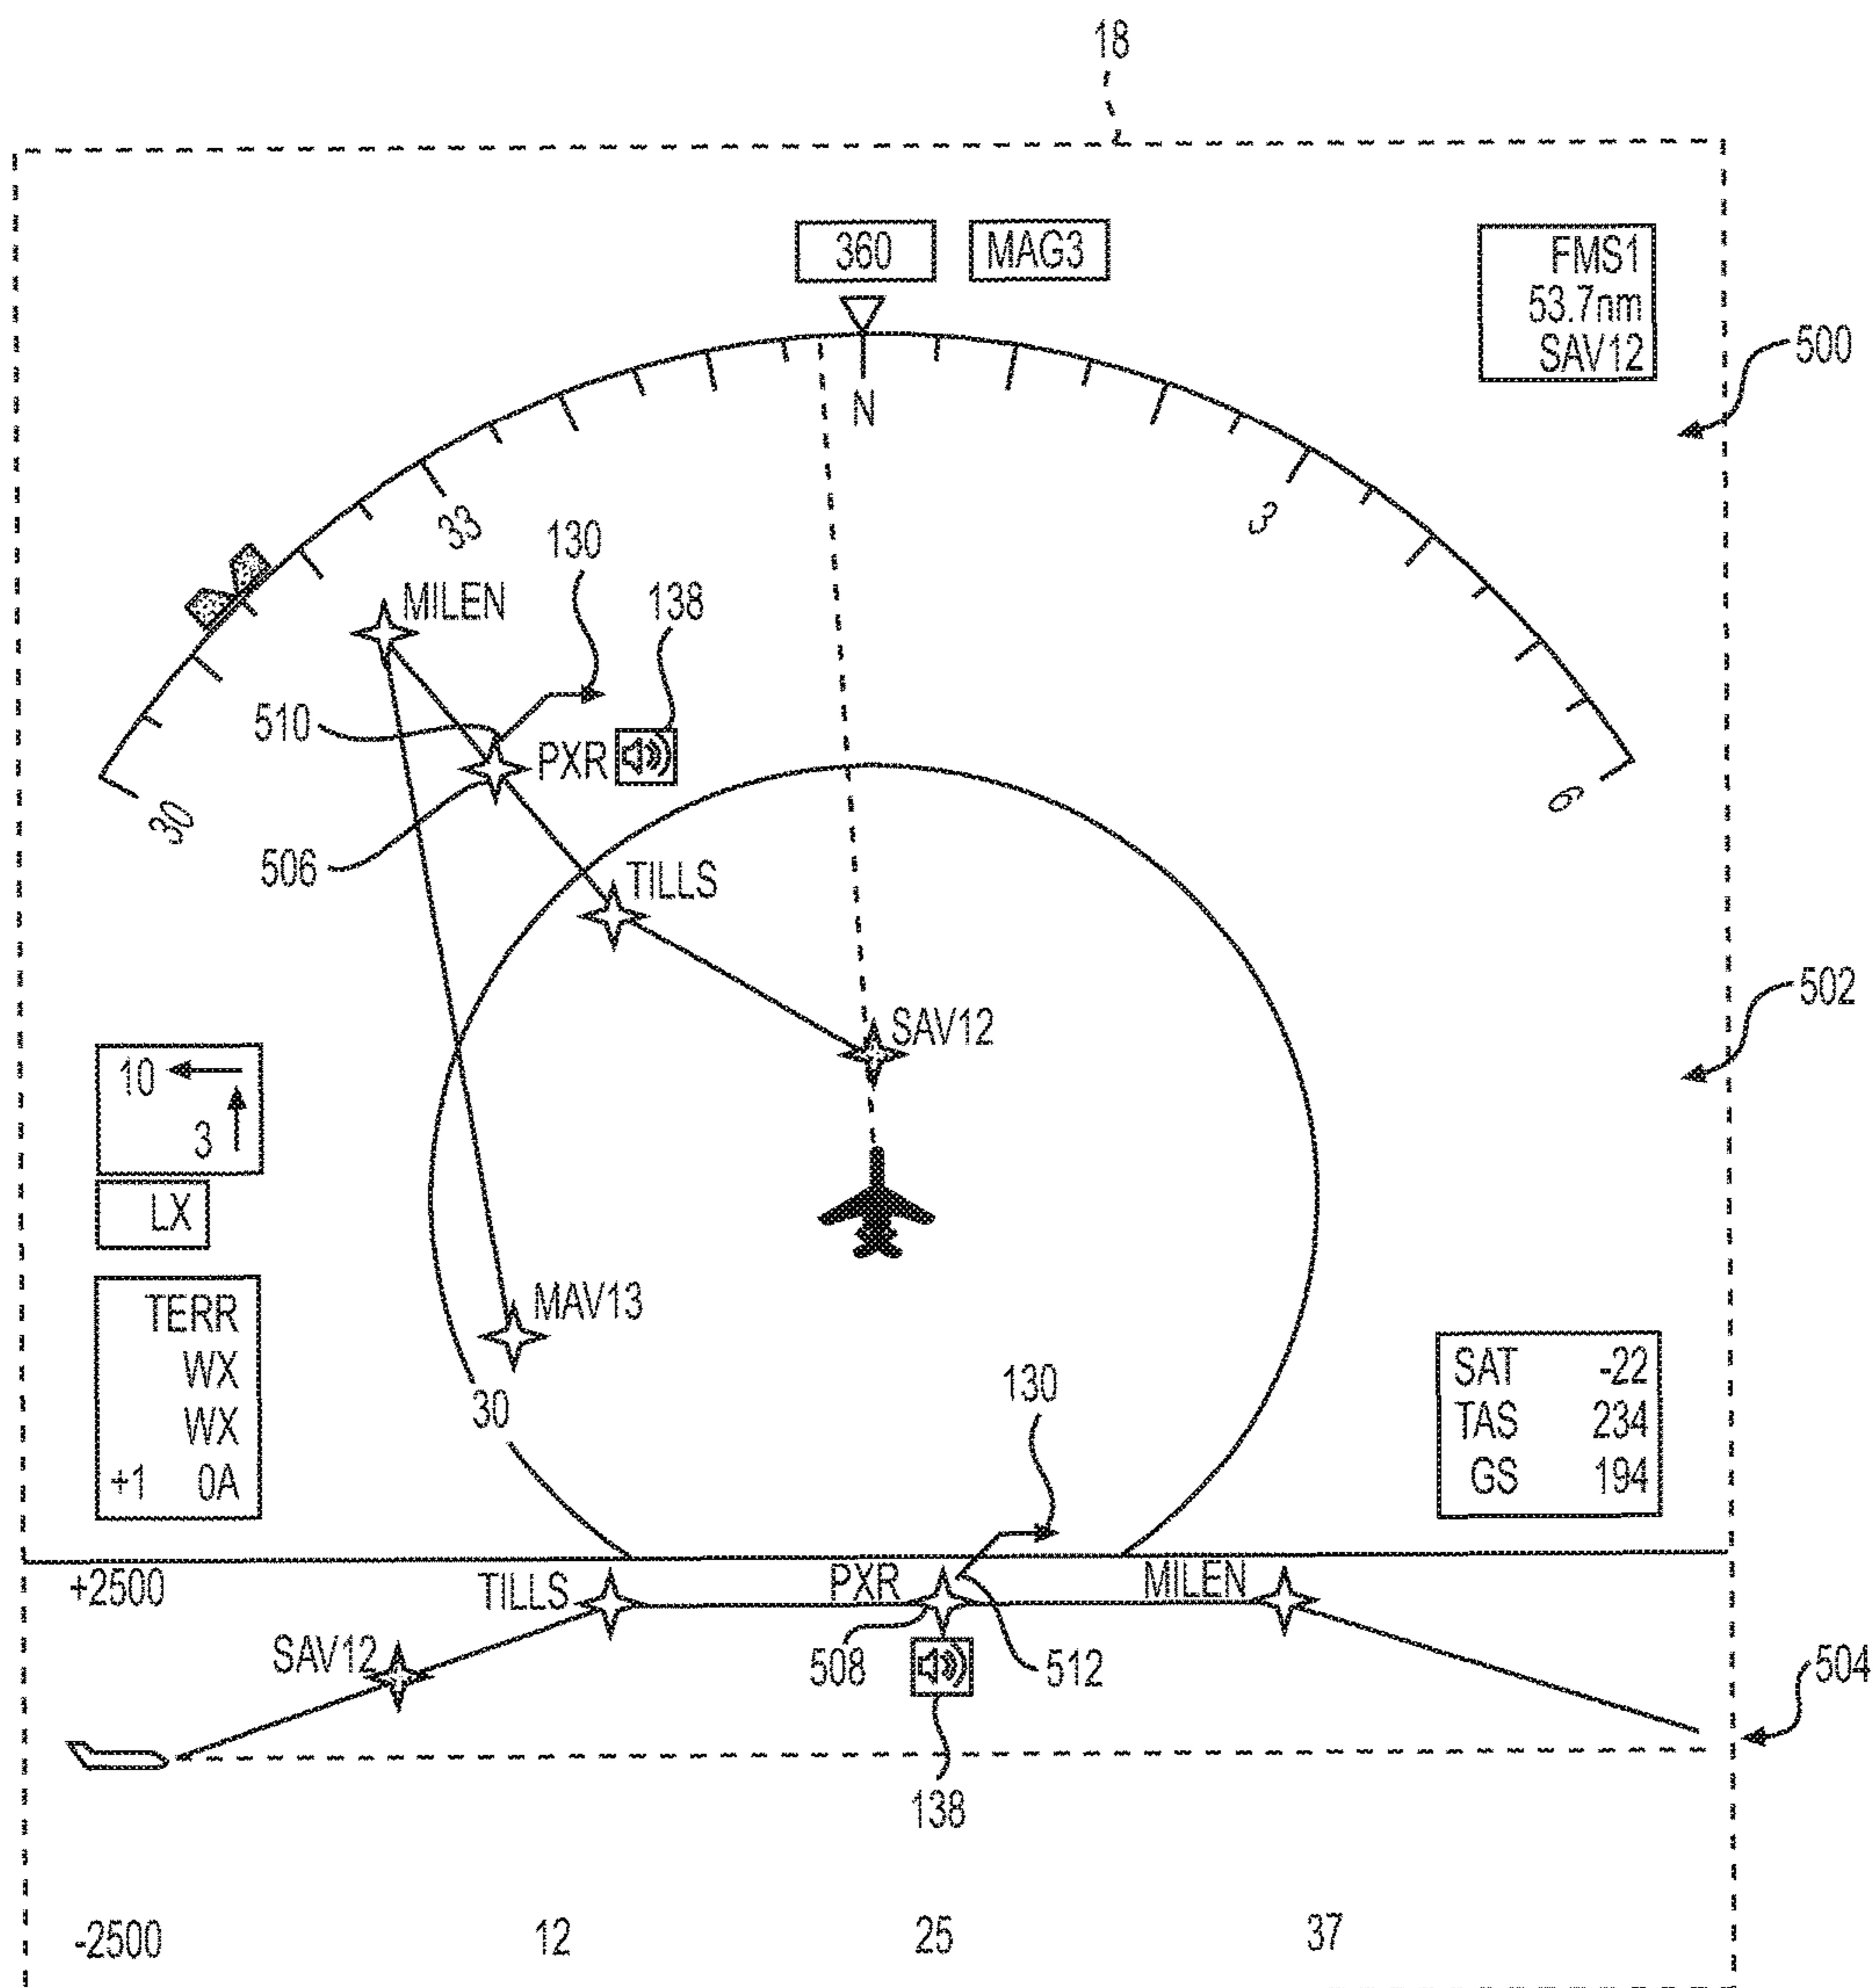 18
360 MAG3
FMS1
53.7nm
SAV12
500
N
33
3
130
MILEN
138
510
PXR
30
6
506
TILLS
502
SAV12
10
3
LX
MAV13
TERR
WX
WX
+1 0A
30
130
SAT -22
TAS 234
GS 194
+2500
TILLS
PXR
MILEN
SAV12
508
512
504
138
-2500
12
25
37